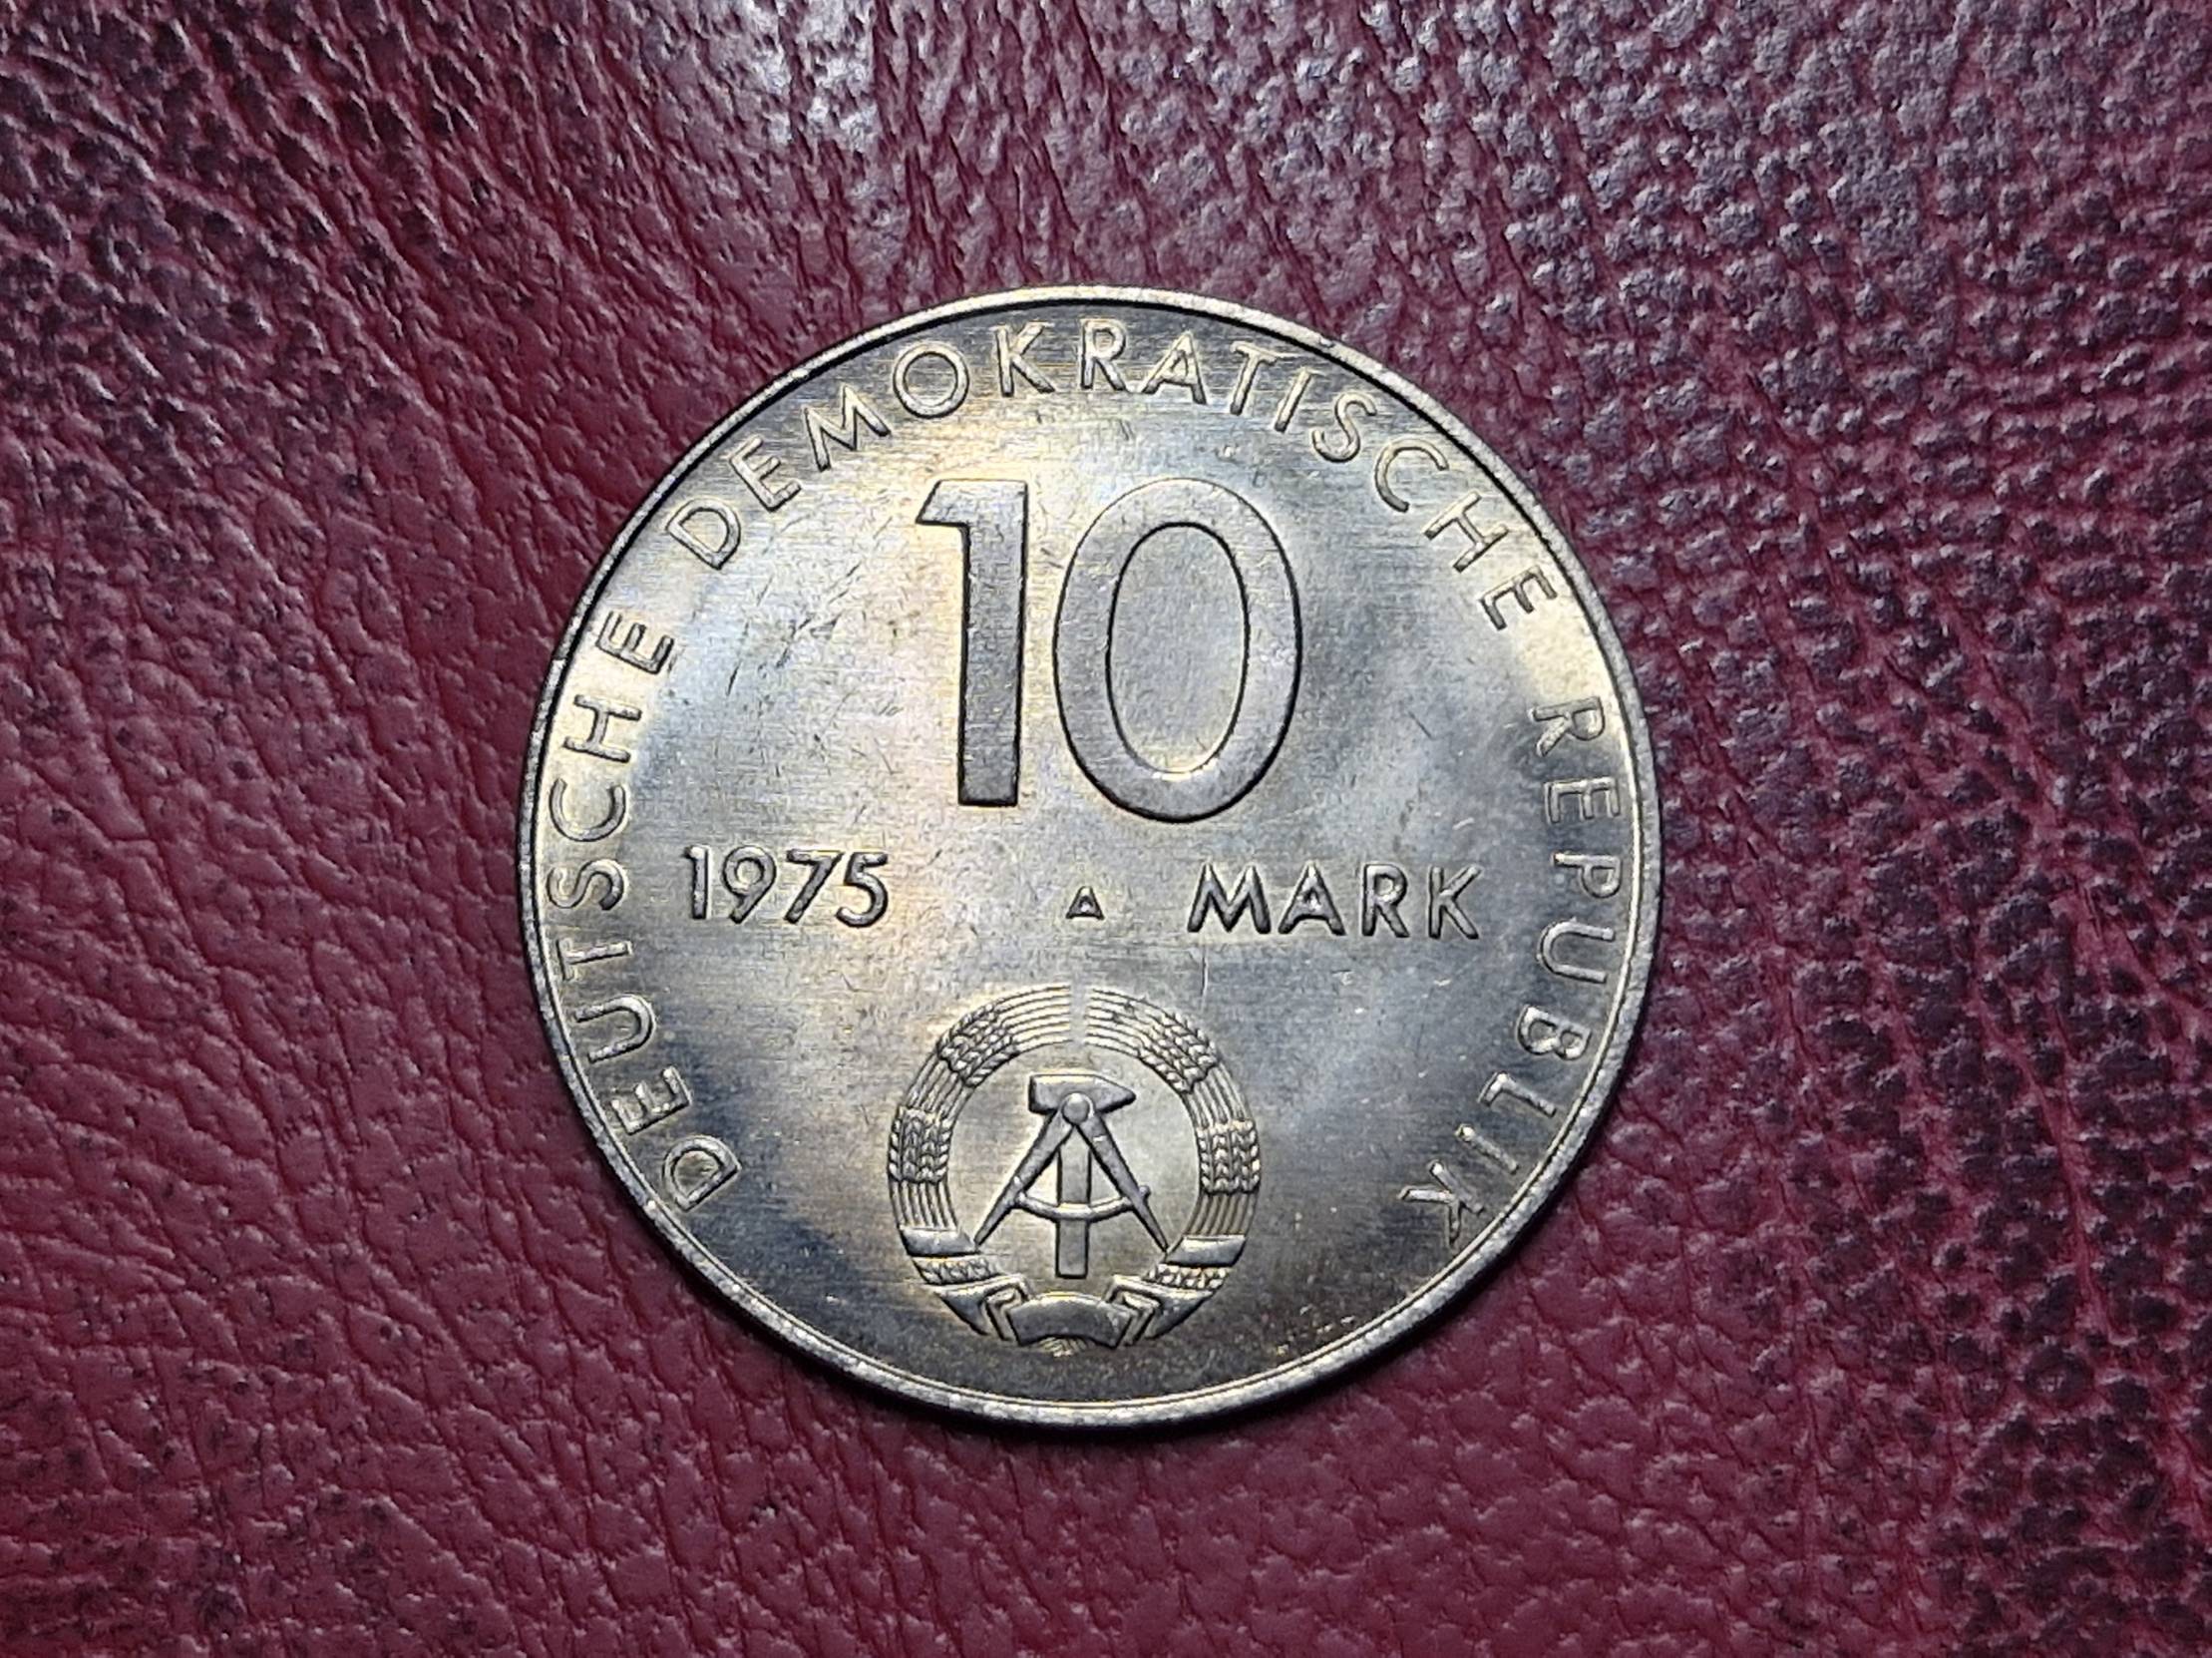 DEUTSCHE DEMOKRATISCHE REPUBLIK
10
1975 A MARK